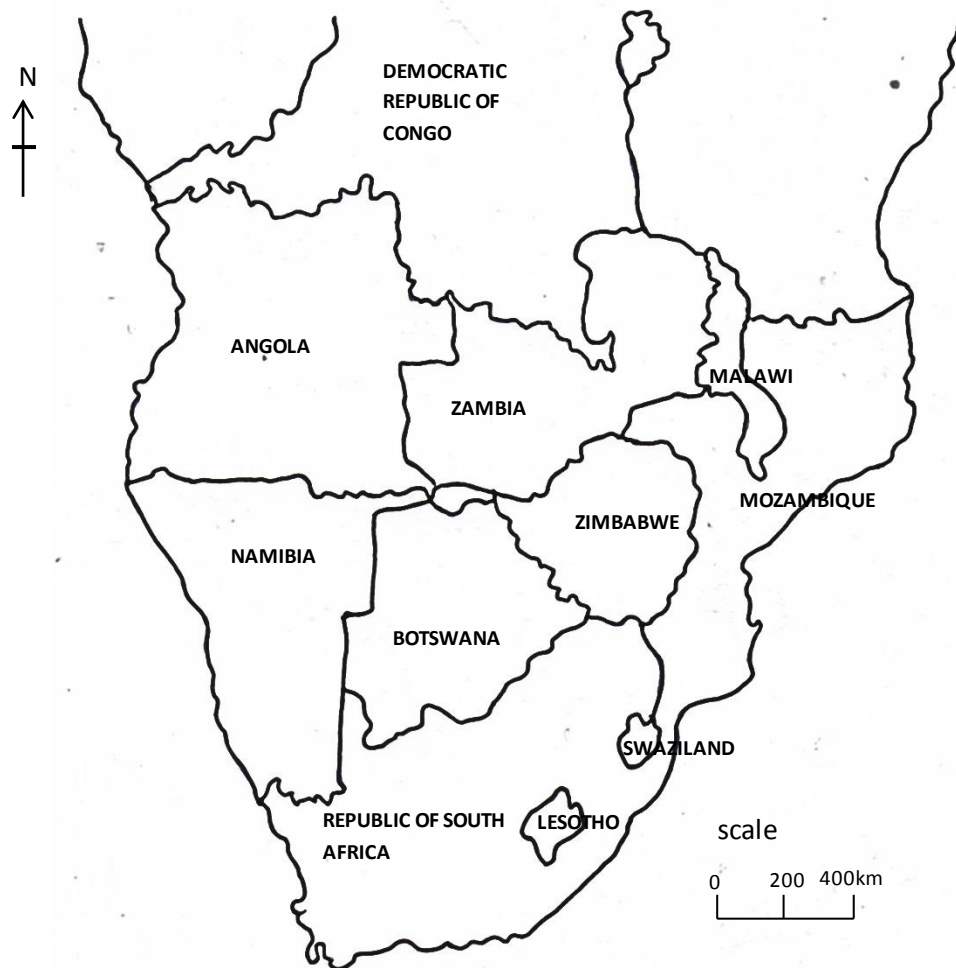 N
DEMOCRATIC
REPUBLIC OF
CONGO
ANGOLA
MALAWI
ZAMBIA
MOZAMBIQUE
ZIMBABWE
NAMIBIA
BOTSWANA
SWAZILAND
REPUBLIC OF SOUTH
AFRICA
LESOTHO
scale
0 200 400km